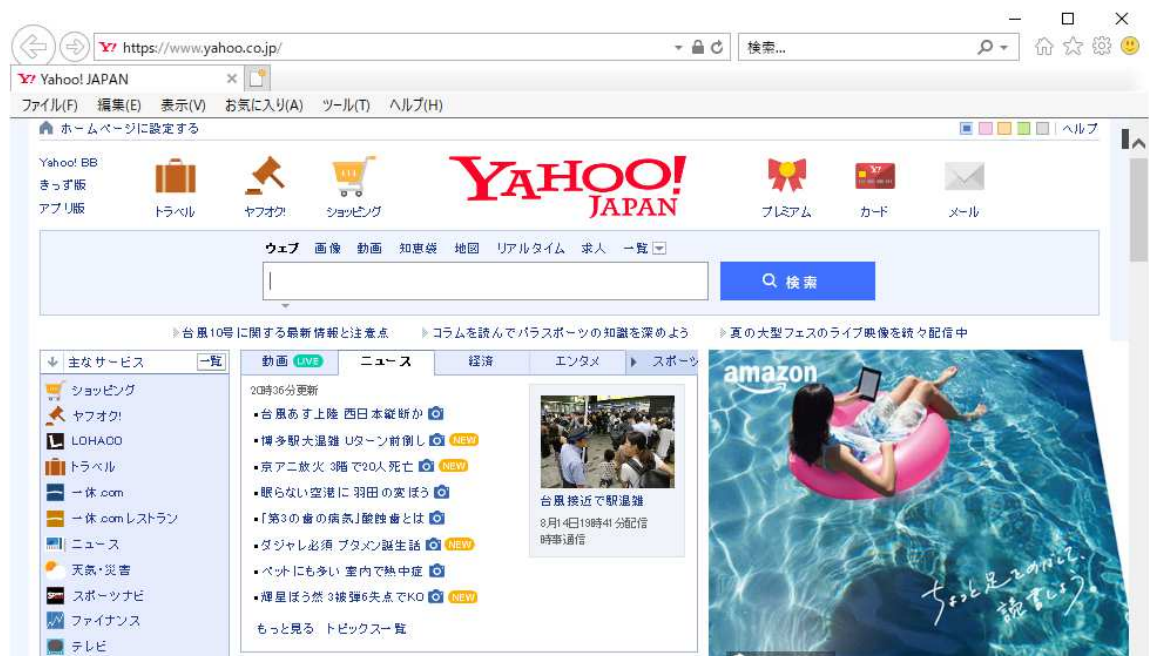 https://www.yahoo.co.jp/
検索...
Yahoo! JAPAN
ファイル(F) 編集(E) 表示(V) お気に入り(A) ツール(T) ヘルプ(H)
ホームページに設定する
ヘルプ
Yahoo! BB
きっず版
アプリ版
トラベル
ヤフオク!
ショッピング
YAHOO!
JAPAN
プレミアム
カード
メール
ウェブ 画像 動画 知恵袋 地図 リアルタイム 求人 一覧
検索
台風10号に関する最新情報と注意点
コラムを読んでパラスポーツの知識を深めよう
夏の大型フェスのライブ映像を続々配信中
主なサービス 一覧
ショッピング
ヤフオク!
LOHACO
トラベル
一休.com
一休.comレストラン
ニュース
天気・災害
スポーツナビ
ファイナンス
テレビ
動画 LIVE ニュース 経済 エンタメ スポーツ
20時36分更新
台風あす上陸 西日本縦断か
博多駅大混雑 Uターン前倒し NEW
京アニ放火 3階で20人死亡 NEW
眠らない空港に 羽田の変ぼう
「第3の歯の病気」酸蝕歯とは
ダジャレ必須 ブタメン誕生話 NEW
ペットにも多い 室内で熱中症
輝星ぼう然 3被弾6失点でKO NEW
もっと見る トピックス一覧
台風接近で駅混雑
8月14日19時41分配信
時事通信
amazon
ちょっと足をのばして、
読書しよう